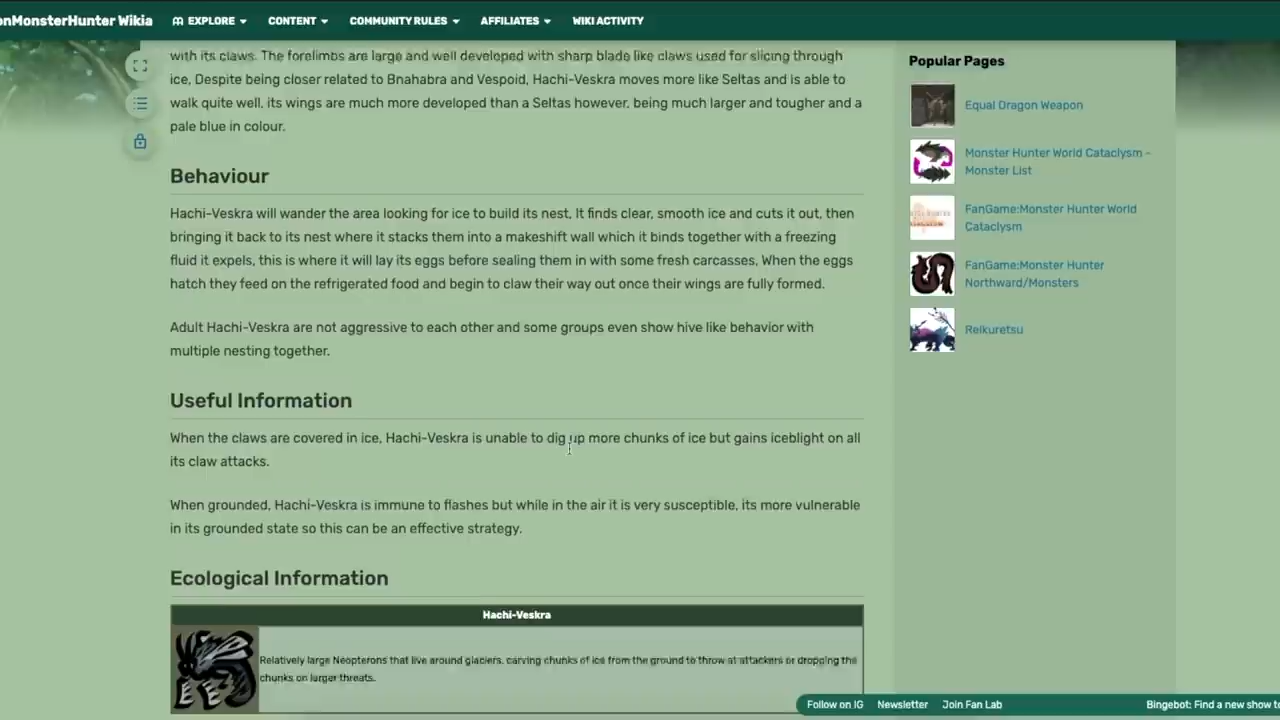 onMonsterHunter Wikia
EXPLORE
CONTENT
COMMUNITY RULES
AFFILIATES
WIKI ACTIVITY
with its claws. The forelimbs are large and well developed with sharp blade like claws used for slicing through
ice, Despite being closer related to Bnahabra and Vespoid, Hachi-Veskra moves more like Seltas and is able to
walk quite well, its wings are much more developed than a Seltas however, being much larger and tougher and a
pale blue in colour.
Behaviour
Hachi-Veskra will wander the area looking for ice to build its nest, It finds clear, smooth ice and cuts it out, then
bringing it back to its nest where it stacks them into a makeshift wall which it binds together with a freezing
fluid it expels, this is where it will lay its eggs before sealing them in with some fresh carcasses, When the eggs
hatch they feed on the refrigerated food and begin to claw their way out once their wings are fully formed.
Adult Hachi-Veskra are not aggressive to each other and some groups even show hive like behavior with
multiple nesting together.
Useful Information
When the claws are covered in ice, Hachi-Veskra is unable to dig up more chunks of ice but gains iceblight on all
its claw attacks.
When grounded, Hachi-Veskra is immune to flashes but while in the air it is very susceptible, its more vulnerable
in its grounded state so this can be an effective strategy.
Ecological Information
Hachi-Veskra
Relatively large Neopterons that live around glaciers, carving chunks of ice from the ground to throw at attackers or dropping the
chunks on larger threats.
Popular Pages
Equal Dragon Weapon
Monster Hunter World Cataclysm -
Monster List
FanGame:Monster Hunter World
Cataclysm
FanGame:Monster Hunter
Northward/Monsters
Reikuretsu
Follow on IG
Newsletter
Join Fan Lab
Bingebot: Find a new show to